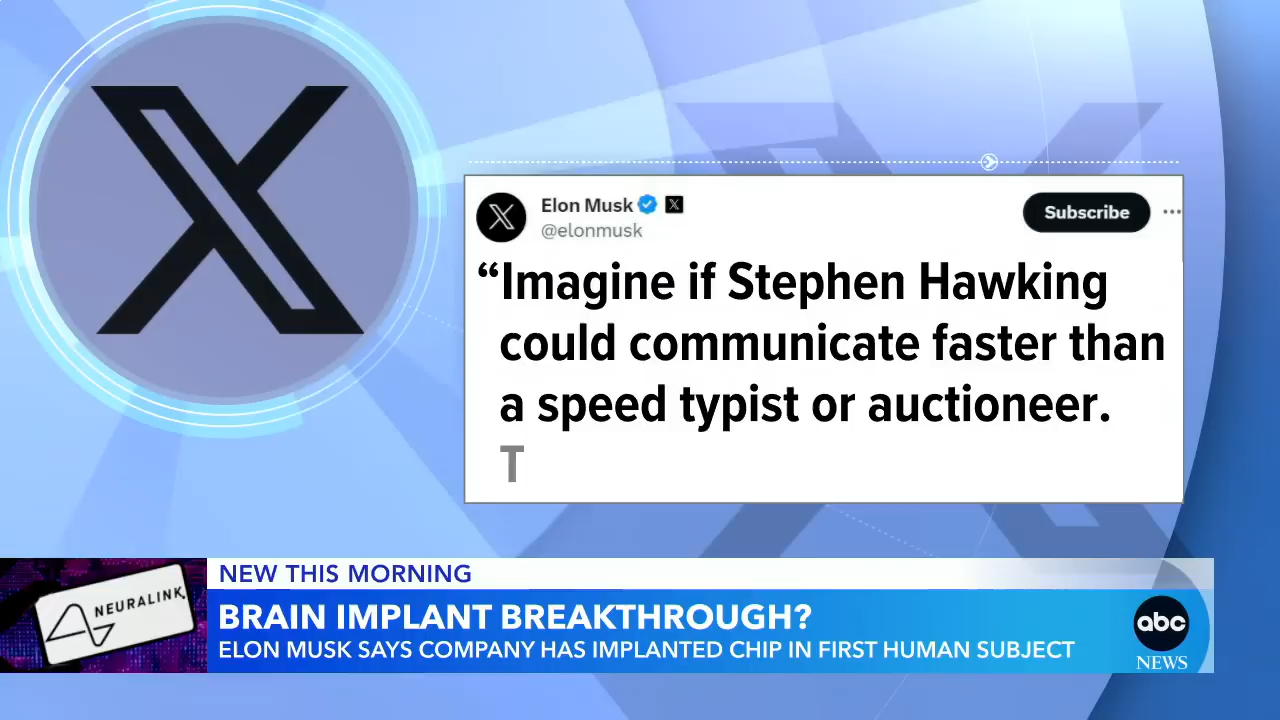 Elon Musk
@elonmusk
Subscribe
“Imagine if Stephen Hawking
could communicate faster than
a speed typist or auctioneer.
T
NEURALINK
NEW THIS MORNING
BRAIN IMPLANT BREAKTHROUGH?
ELON MUSK SAYS COMPANY HAS IMPLANTED CHIP IN FIRST HUMAN SUBJECT
abc
NEWS